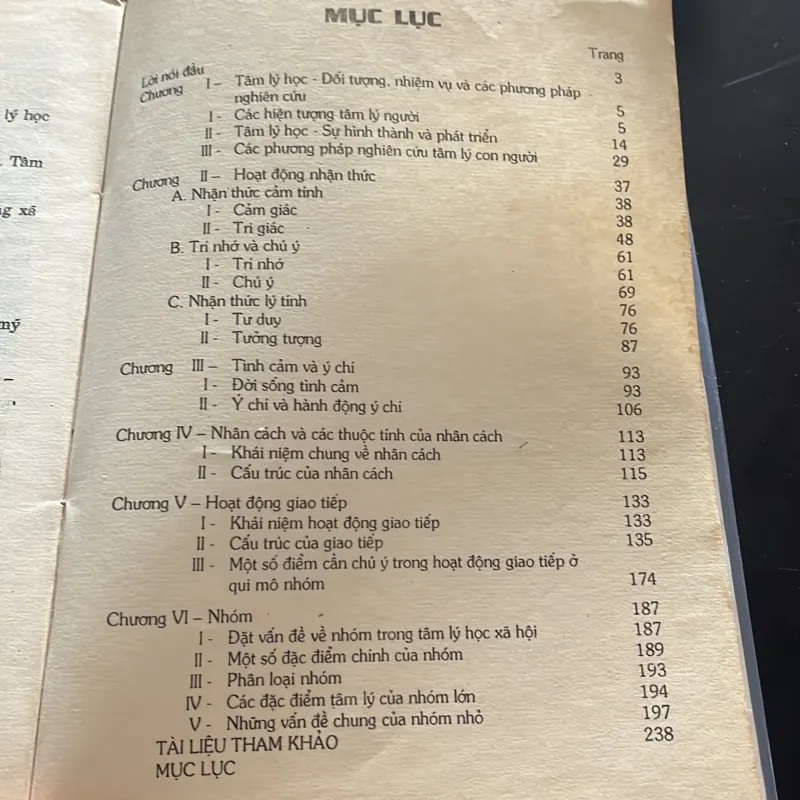 lý học
Tâm
ng xã
mỹ
–
MỤC LỤC
Trang
Lời nói đầu 3
Chương I – Tâm lý học - Đối tượng, nhiệm vụ và các phương pháp
nghiên cứu 5
I - Các hiện tượng tâm lý người 5
II - Tâm lý học - Sự hình thành và phát triển 14
III - Các phương pháp nghiên cứu tâm lý con người 29
Chương II – Hoạt động nhận thức 37
A. Nhận thức cảm tính 38
I - Cảm giác 38
II - Tri giác 48
B. Trí nhớ và chú ý 61
I - Trí nhớ 61
II - Chú ý 69
C. Nhận thức lý tính 76
I - Tư duy 76
II - Tưởng tượng 87
Chương III – Tình cảm và ý chí 93
I - Đời sống tình cảm 93
II - Ý chí và hành động ý chí 106
Chương IV – Nhân cách và các thuộc tính của nhân cách 113
I - Khái niệm chung về nhân cách 113
II - Cấu trúc của nhân cách 115
Chương V – Hoạt động giao tiếp 133
I - Khái niệm hoạt động giao tiếp 133
II - Cấu trúc của giao tiếp 135
III - Một số điểm cần chú ý trong hoạt động giao tiếp ở
qui mô nhóm 174
Chương VI – Nhóm 187
I - Đặt vấn đề về nhóm trong tâm lý học xã hội 187
II - Một số đặc điểm chính của nhóm 189
III - Phân loại nhóm 193
IV - Các đặc điểm tâm lý của nhóm lớn 194
V - Những vấn đề chung của nhóm nhỏ 197
TÀI LIỆU THAM KHẢO 238
MỤC LỤC